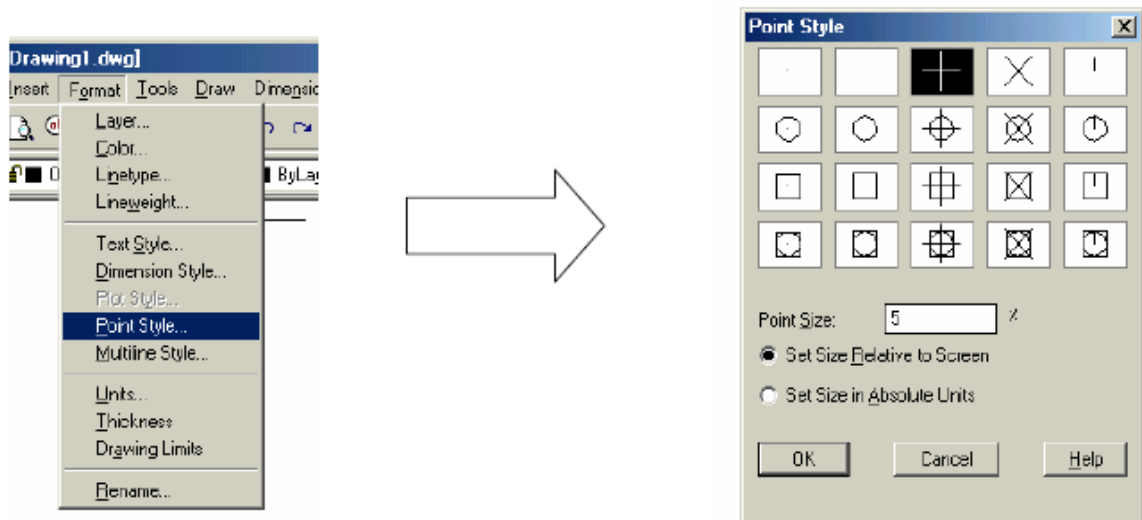 Drawing1.dwg]
Insert Format Tools Draw Dimensio
Layer...
Color...
Linetype...
Lineweight...
ByLay
Text Style...
Dimension Style...
Plot Style...
Point Style...
Multiline Style...
Units...
Thickness
Drawing Limits
Rename...
Point Style
Point Size: 5 %
Set Size Relative to Screen
Set Size in Absolute Units
OK Cancel Help